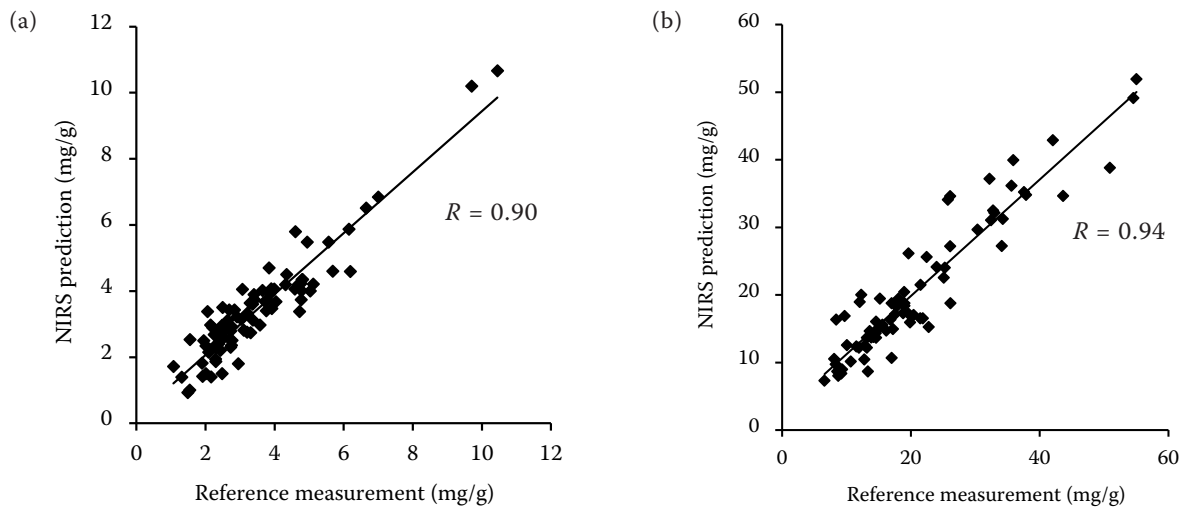 (a)
12
10
8
6
4
2
0
NIRS prediction (mg/g)
R = 0.90
0 2 4 6 8 10 12
Reference measurement (mg/g)
(b)
60
50
40
30
20
10
0
NIRS prediction (mg/g)
R = 0.94
0 20 40 60
Reference measurement (mg/g)